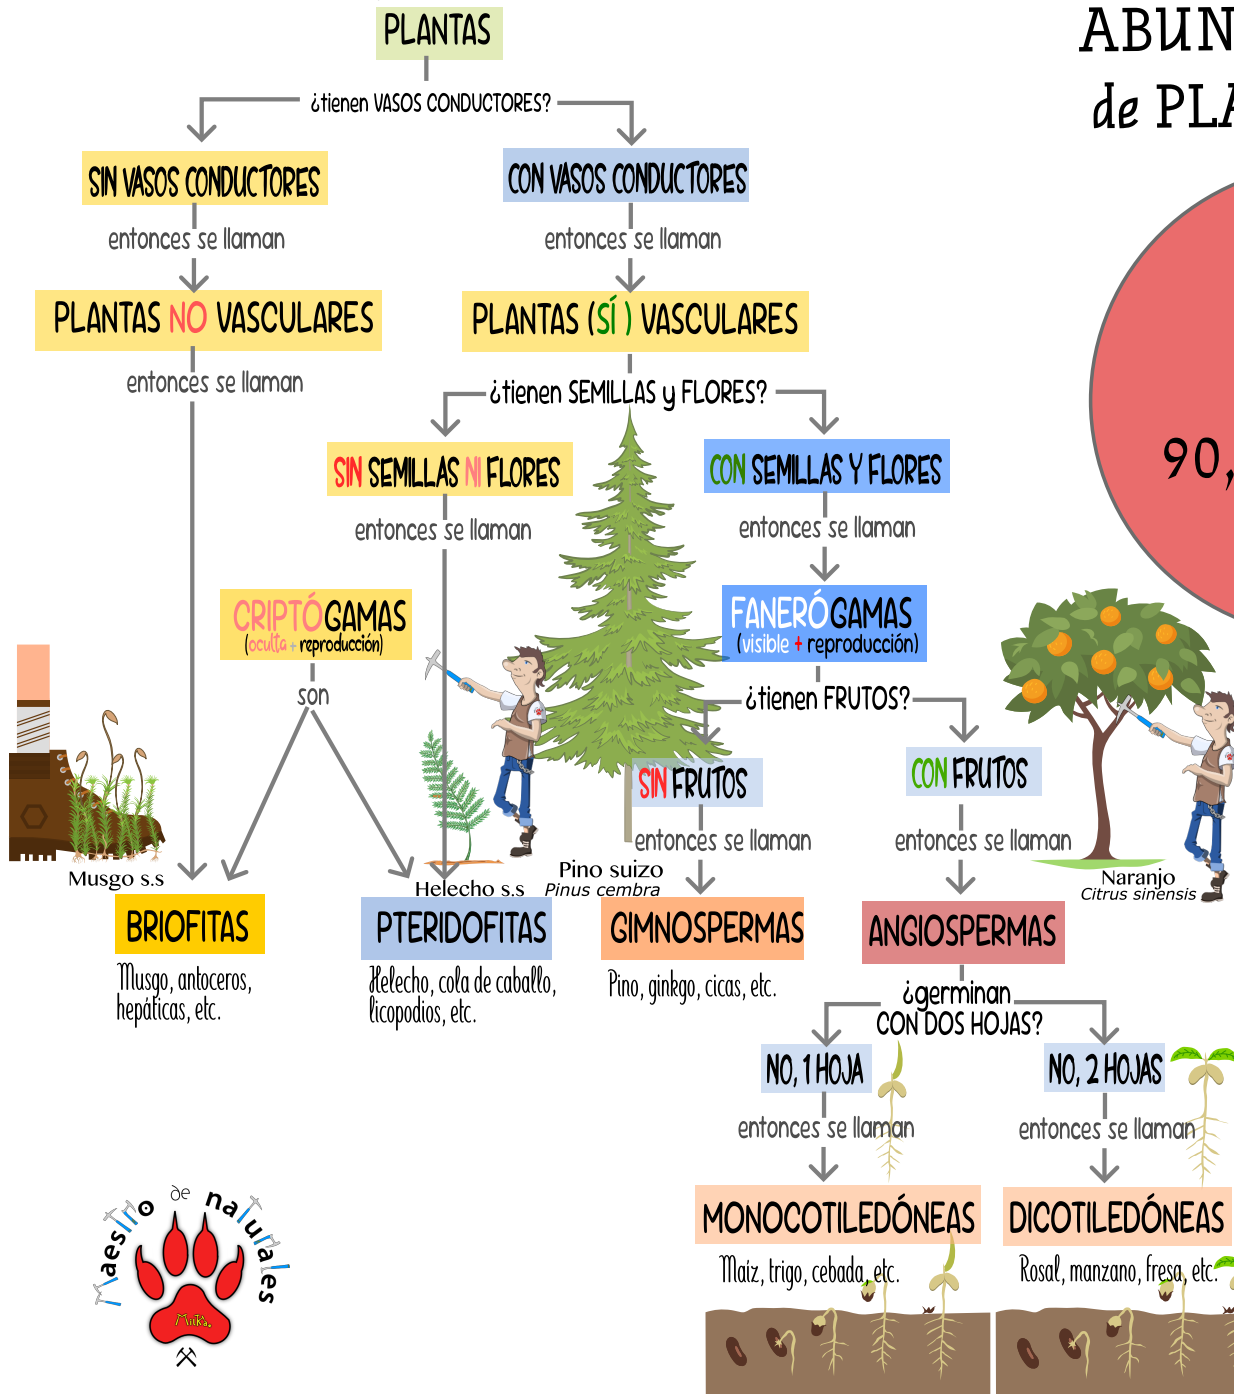 PLANTAS
ABUN
de PLA
¿tienen VASOS CONDUCTORES?
SIN VASOS CONDUCTORES
CON VASOS CONDUCTORES
entonces se llaman
entonces se llaman
PLANTAS NO VASCULARES
PLANTAS (SÍ ) VASCULARES
entonces se llaman
¿tienen SEMILLAS y FLORES?
SIN SEMILLAS NI FLORES
CON SEMILLAS Y FLORES
90,
entonces se llaman
entonces se llaman
CRIPTÓGAMAS
(oculta + reproducción)
FANERÓGAMAS
(visible + reproducción)
son
¿tienen FRUTOS?
SIN FRUTOS
CON FRUTOS
entonces se llaman
entonces se llaman
Musgo s.s
Helecho s.s
Pino suizo
Pinus cembra
Naranjo
Citrus sinensis
BRIOFITAS
PTERIDOFITAS
GIMNOSPERMAS
ANGIOSPERMAS
Musgo, antoceros,
hepáticas, etc.
Helecho, cola de caballo,
licopodios, etc.
Pino, ginkgo, cicas, etc.
¿germinan
CON DOS HOJAS?
NO, 1 HOJA
NO, 2 HOJAS
entonces se llaman
entonces se llaman
MONOCOTILEDÓNEAS
DICOTILEDÓNEAS
Maiz, trigo, cebada, etc.
Rosal, manzano, fresa, etc.
Maestro de naturales
Milka.